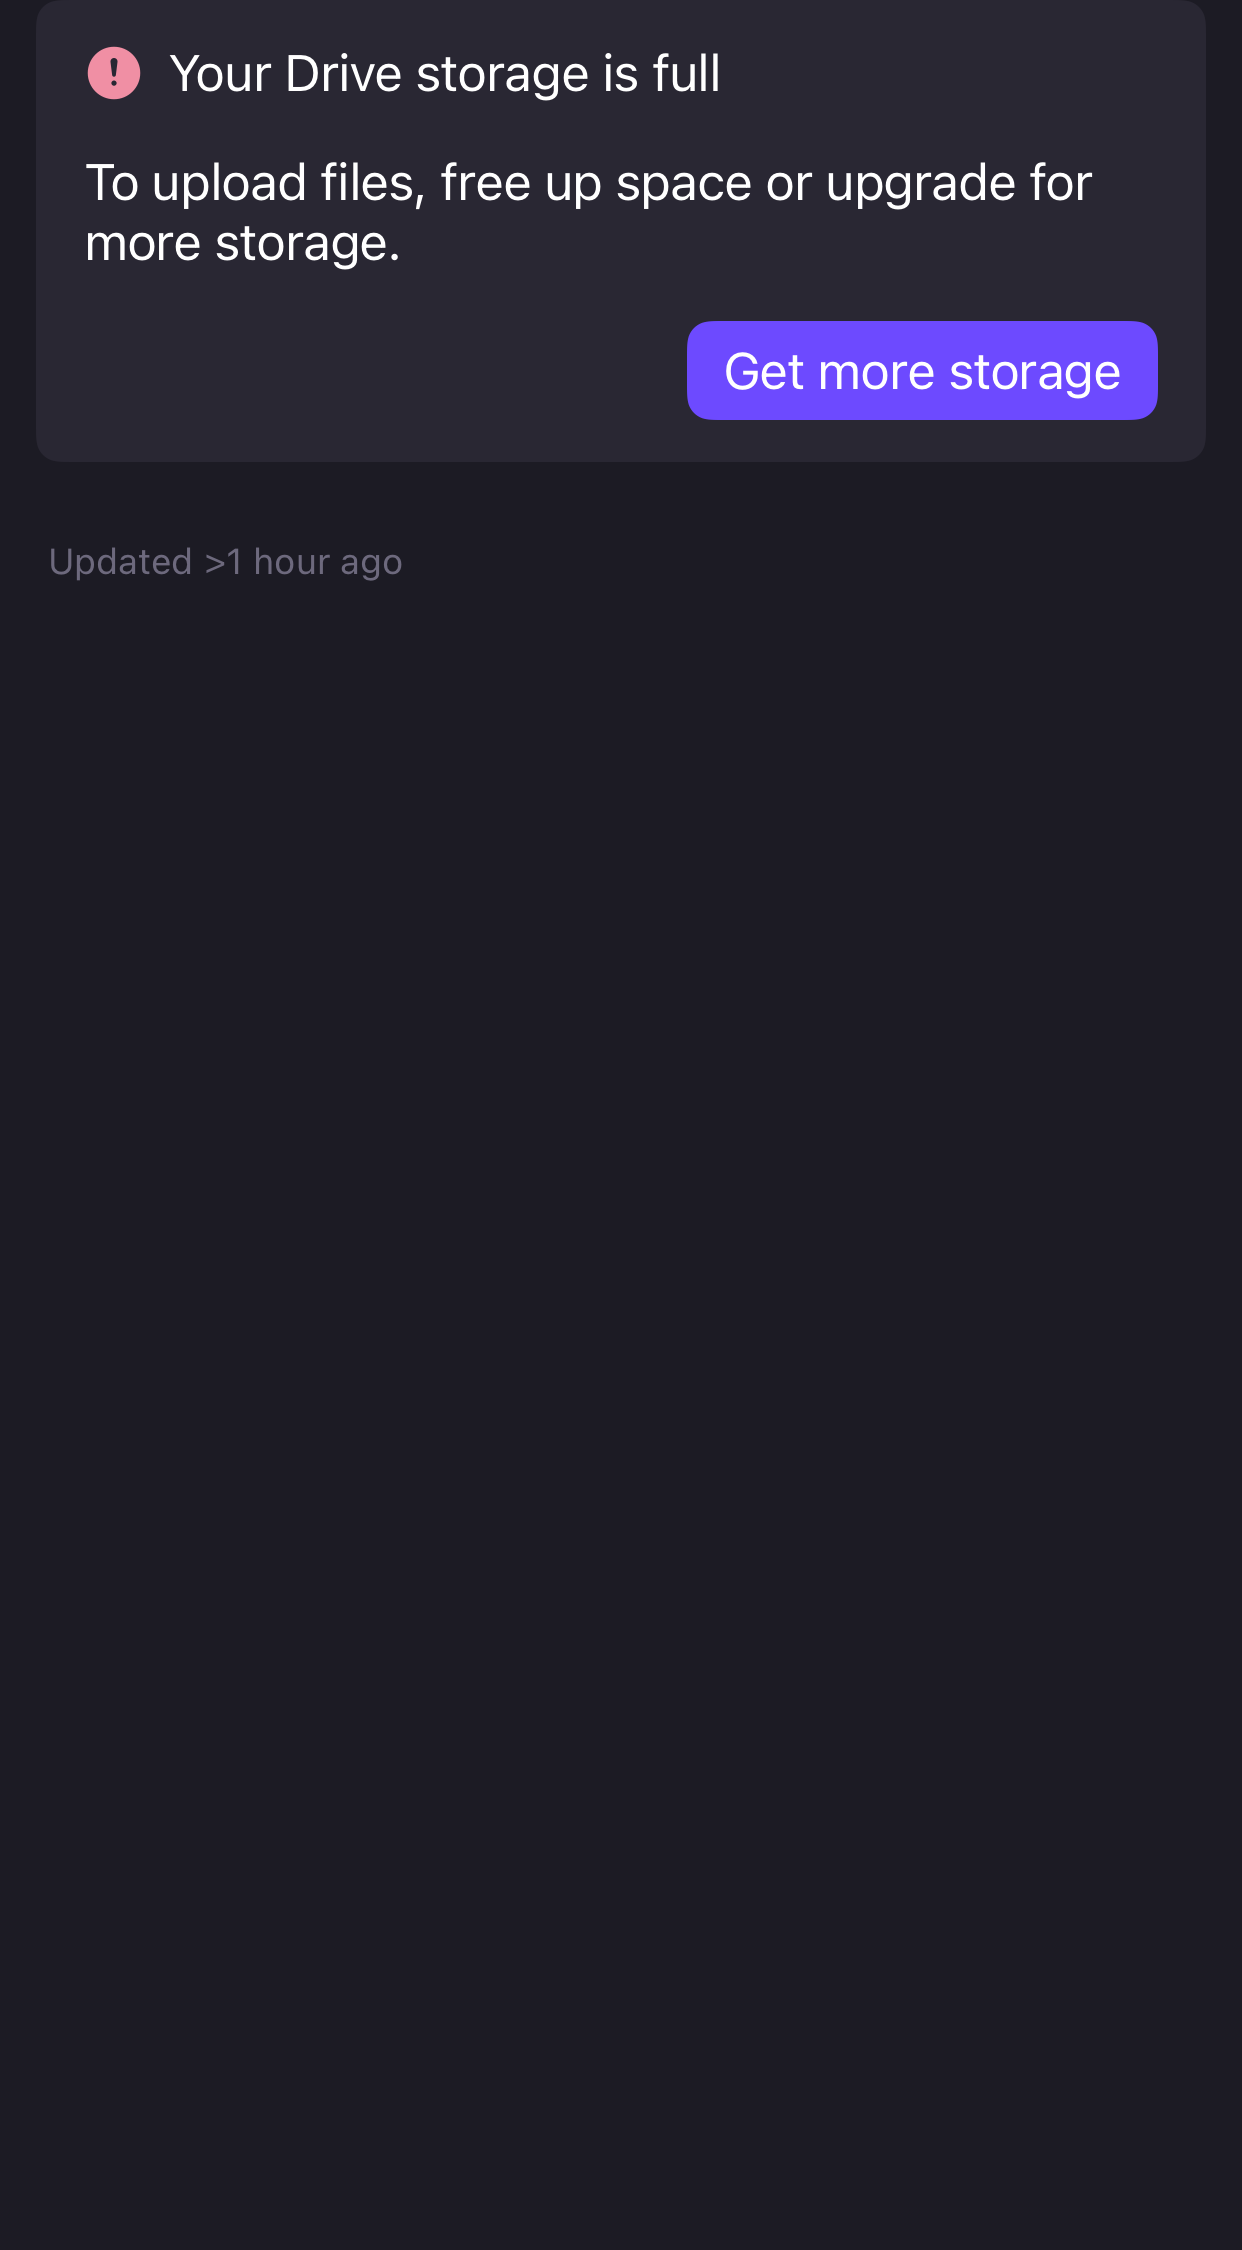 Your Drive storage is full
To upload files, free up space or upgrade for
more storage.
Get more storage
Updated >1 hour ago